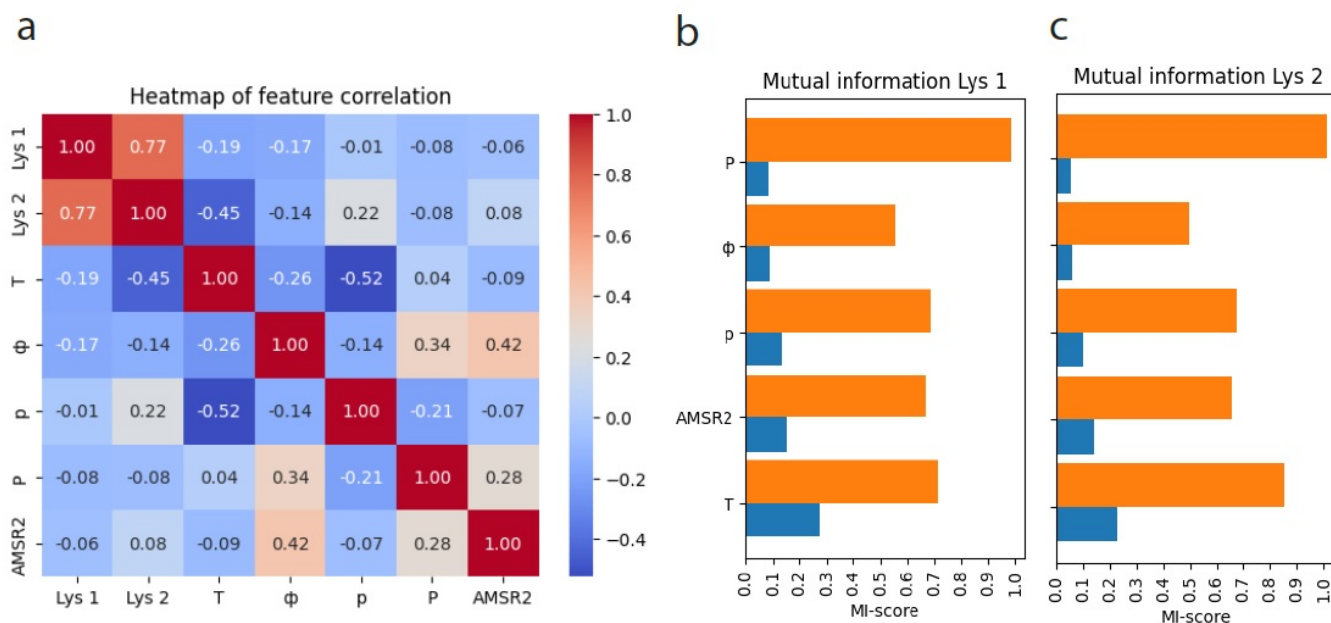 a
Heatmap of feature correlation
Lys 1 1.00 0.77 -0.19 -0.17 -0.01 -0.08 -0.06
Lys 2 0.77 1.00 -0.45 -0.14 0.22 -0.08 0.08
T -0.19 -0.45 1.00 -0.26 -0.52 0.04 -0.09
ф -0.17 -0.14 -0.26 1.00 -0.14 0.34 0.42
p -0.01 0.22 -0.52 -0.14 1.00 -0.21 -0.07
P -0.08 -0.08 0.04 0.34 -0.21 1.00 0.28
AMSR2 -0.06 0.08 -0.09 0.42 -0.07 0.28 1.00
Lys 1 Lys 2 T ф p P AMSR2
1.0
0.8
0.6
0.4
0.2
0.0
−0.2
−0.4
b
Mutual information Lys 1
P
ф
p
AMSR2
T
0.0 0.1 0.2 0.3 0.4 0.5 0.6 0.7 0.8 0.9 1.0
MI-score
c
Mutual information Lys 2
0.0 0.1 0.2 0.3 0.4 0.5 0.6 0.7 0.8 0.9 1.0
MI-score